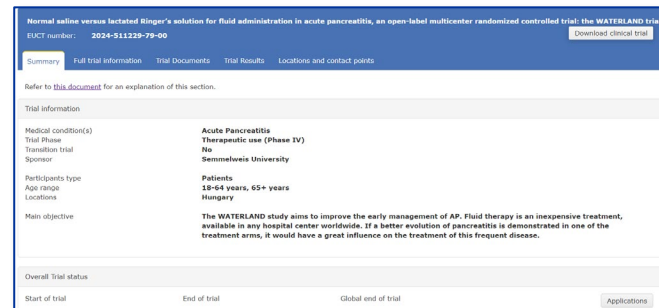 Normal saline versus lactated Ringer's solution for fluid administration in acute pancreatitis, an open-label multicenter randomized controlled trial: the WATERLAND tria
EUCT number: 2024-511229-79-00
Download clinical trial
Summary Full trial information Trial Documents Trial Results Locations and contact points
Refer to this document for an explanation of this section.
Trial information
Medical condition(s) Acute Pancreatitis
Trial Phase Therapeutic use (Phase IV)
Transition trial No
Sponsor Semmelweis University
Participants type Patients
Age range 18-64 years, 65+ years
Locations Hungary
Main objective The WATERLAND study aims to improve the early management of AP. Fluid therapy is an inexpensive treatment,
available in any hospital center worldwide. If a better evolution of pancreatitis is demonstrated in one of the
treatment arms, it would have a great influence on the treatment of this frequent disease.
Overall Trial status
Start of trial End of trial Global end of trial Applications